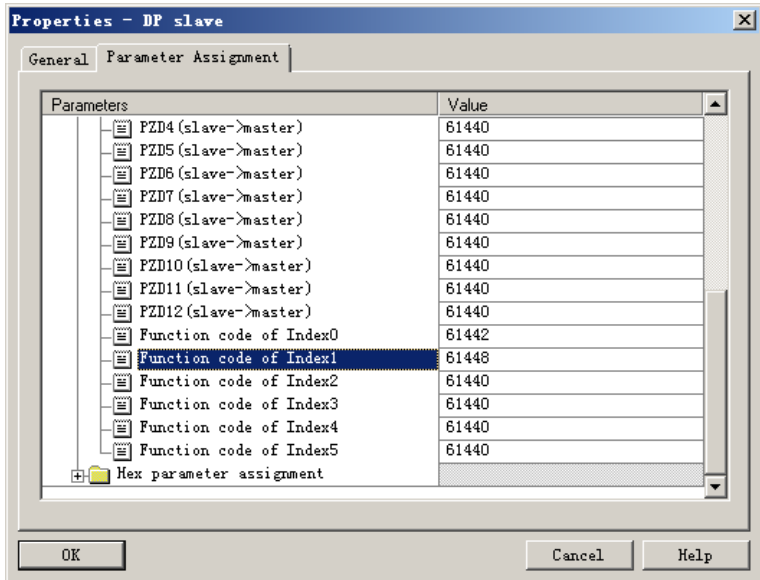 Properties - DP slave
General Parameter Assignment
Parameters Value
PZD4(slave->master) 61440
PZD5(slave->master) 61440
PZD6(slave->master) 61440
PZD7(slave->master) 61440
PZD8(slave->master) 61440
PZD9(slave->master) 61440
PZD10(slave->master) 61440
PZD11(slave->master) 61440
PZD12(slave->master) 61440
Function code of Index0 61442
Function code of Index1 61448
Function code of Index2 61440
Function code of Index3 61440
Function code of Index4 61440
Function code of Index5 61440
Hex parameter assignment
OK Cancel Help